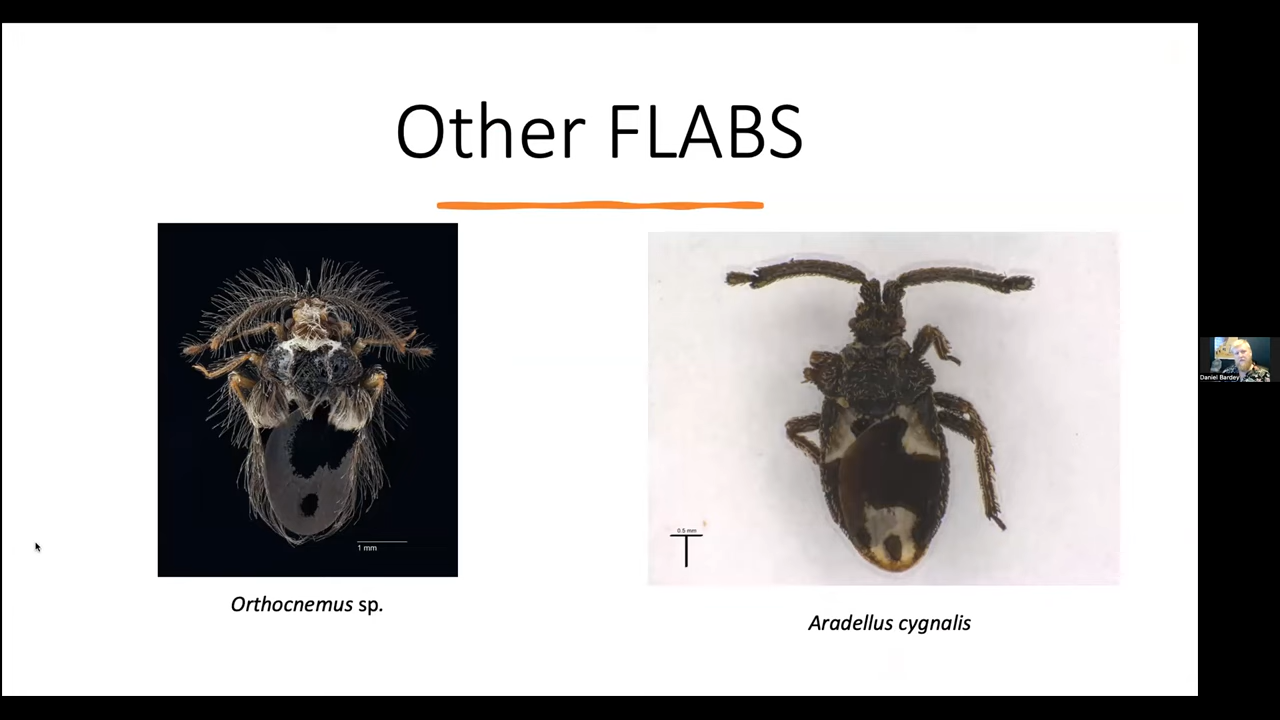 Other FLABS
1 mm
0.5 mm
Orthocnemus sp.
Aradellus cygnalis
Daniel Bardey